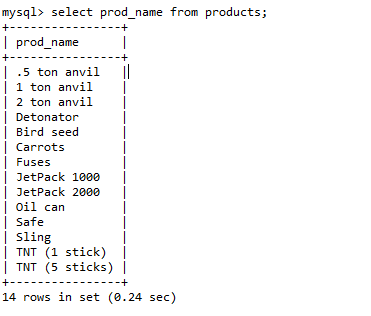 mysql> select prod_name from products;
+----------------+
| prod_name      |
+----------------+
| .5 ton anvil   |
| 1 ton anvil    |
| 2 ton anvil    |
| Detonator      |
| Bird seed      |
| Carrots        |
| Fuses          |
| JetPack 1000   |
| JetPack 2000   |
| Oil can        |
| Safe           |
| Sling          |
| TNT (1 stick)  |
| TNT (5 sticks) |
+----------------+
14 rows in set (0.24 sec)